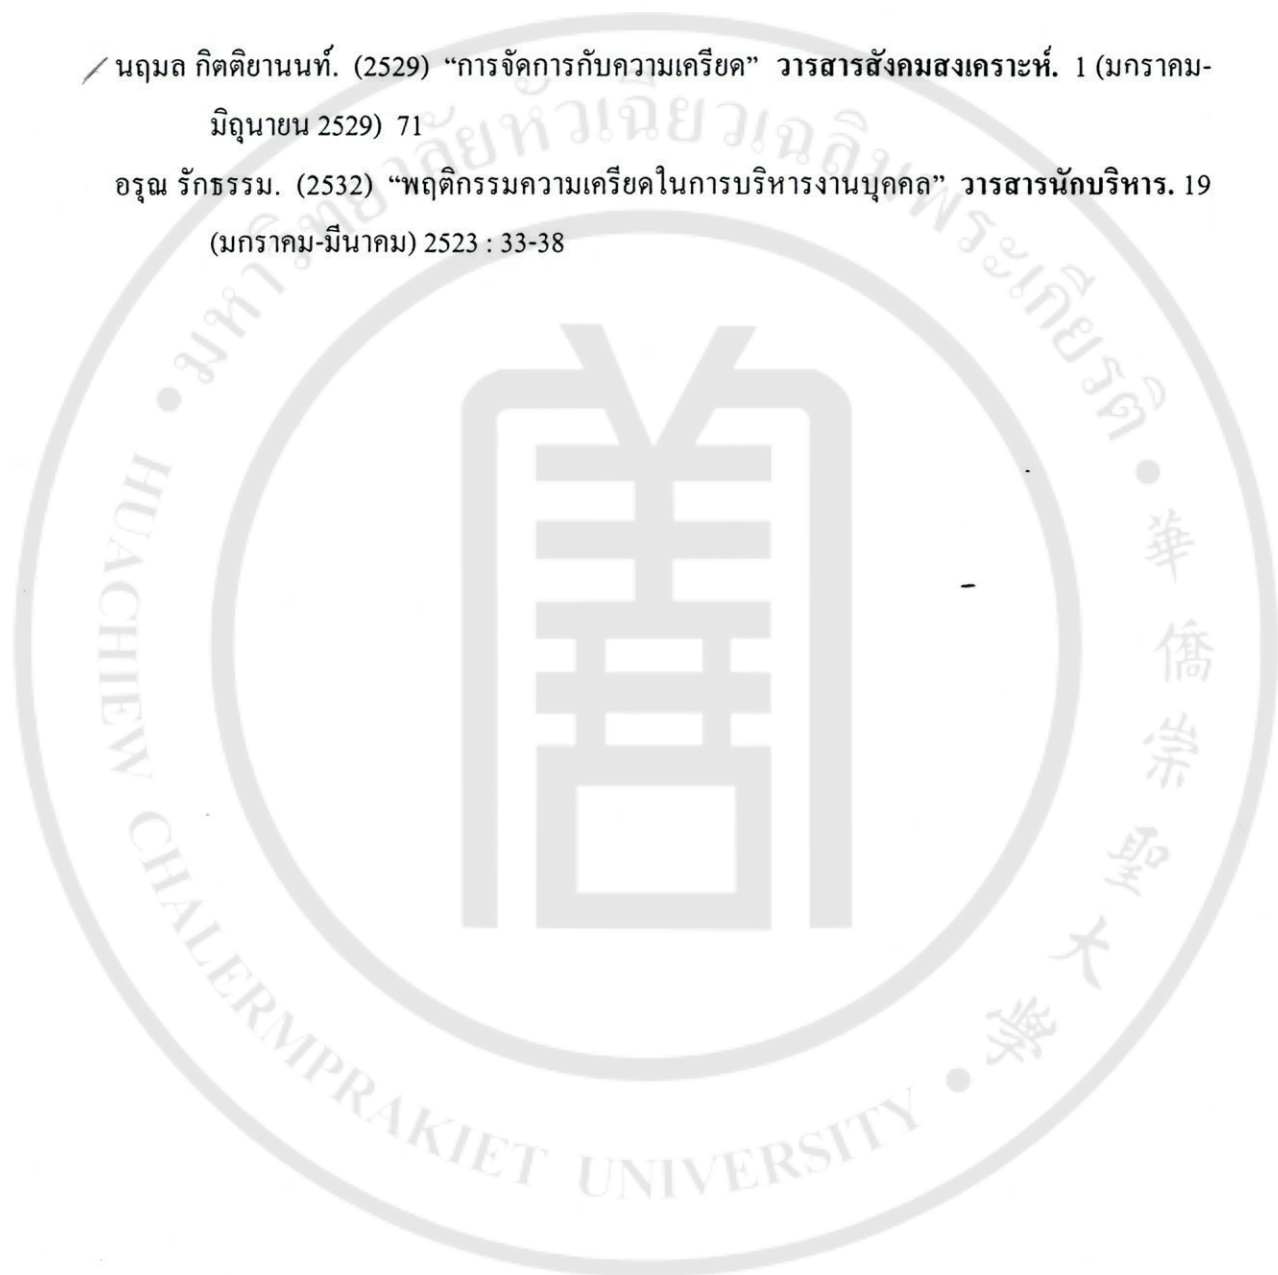 นฤมล กิตติยานนท์. (2529) “การจัดการกับความเครียด” วารสารสังคมสงเคราะห์. 1 (มกราคม-
มิถุนายน 2529) 71
อรุณ รักธรรม. (2532) “พฤติกรรมความเครียดในการบริหารงานบุคคล” วารสารนักบริหาร. 19
(มกราคม-มีนาคม) 2523 : 33-38
มหาวิทยาลัยหัวเฉียวเฉลิมพระเกียรติ
華僑崇聖大學
HUACHIEW CHALERMPRAKIET UNIVERSITY